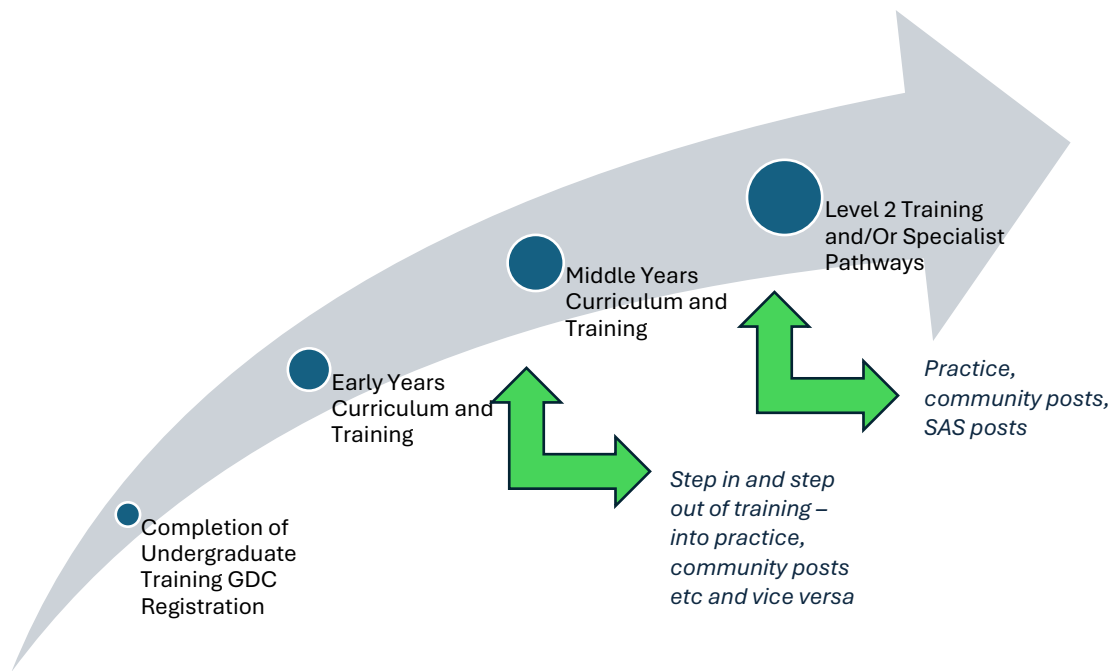 Completion of
Undergraduate
Training GDC
Registration
Early Years
Curriculum and
Training
Middle Years
Curriculum and
Training
Level 2 Training
and/Or Specialist
Pathways
Step in and step
out of training –
into practice,
community posts
etc and vice versa
Practice,
community posts,
SAS posts